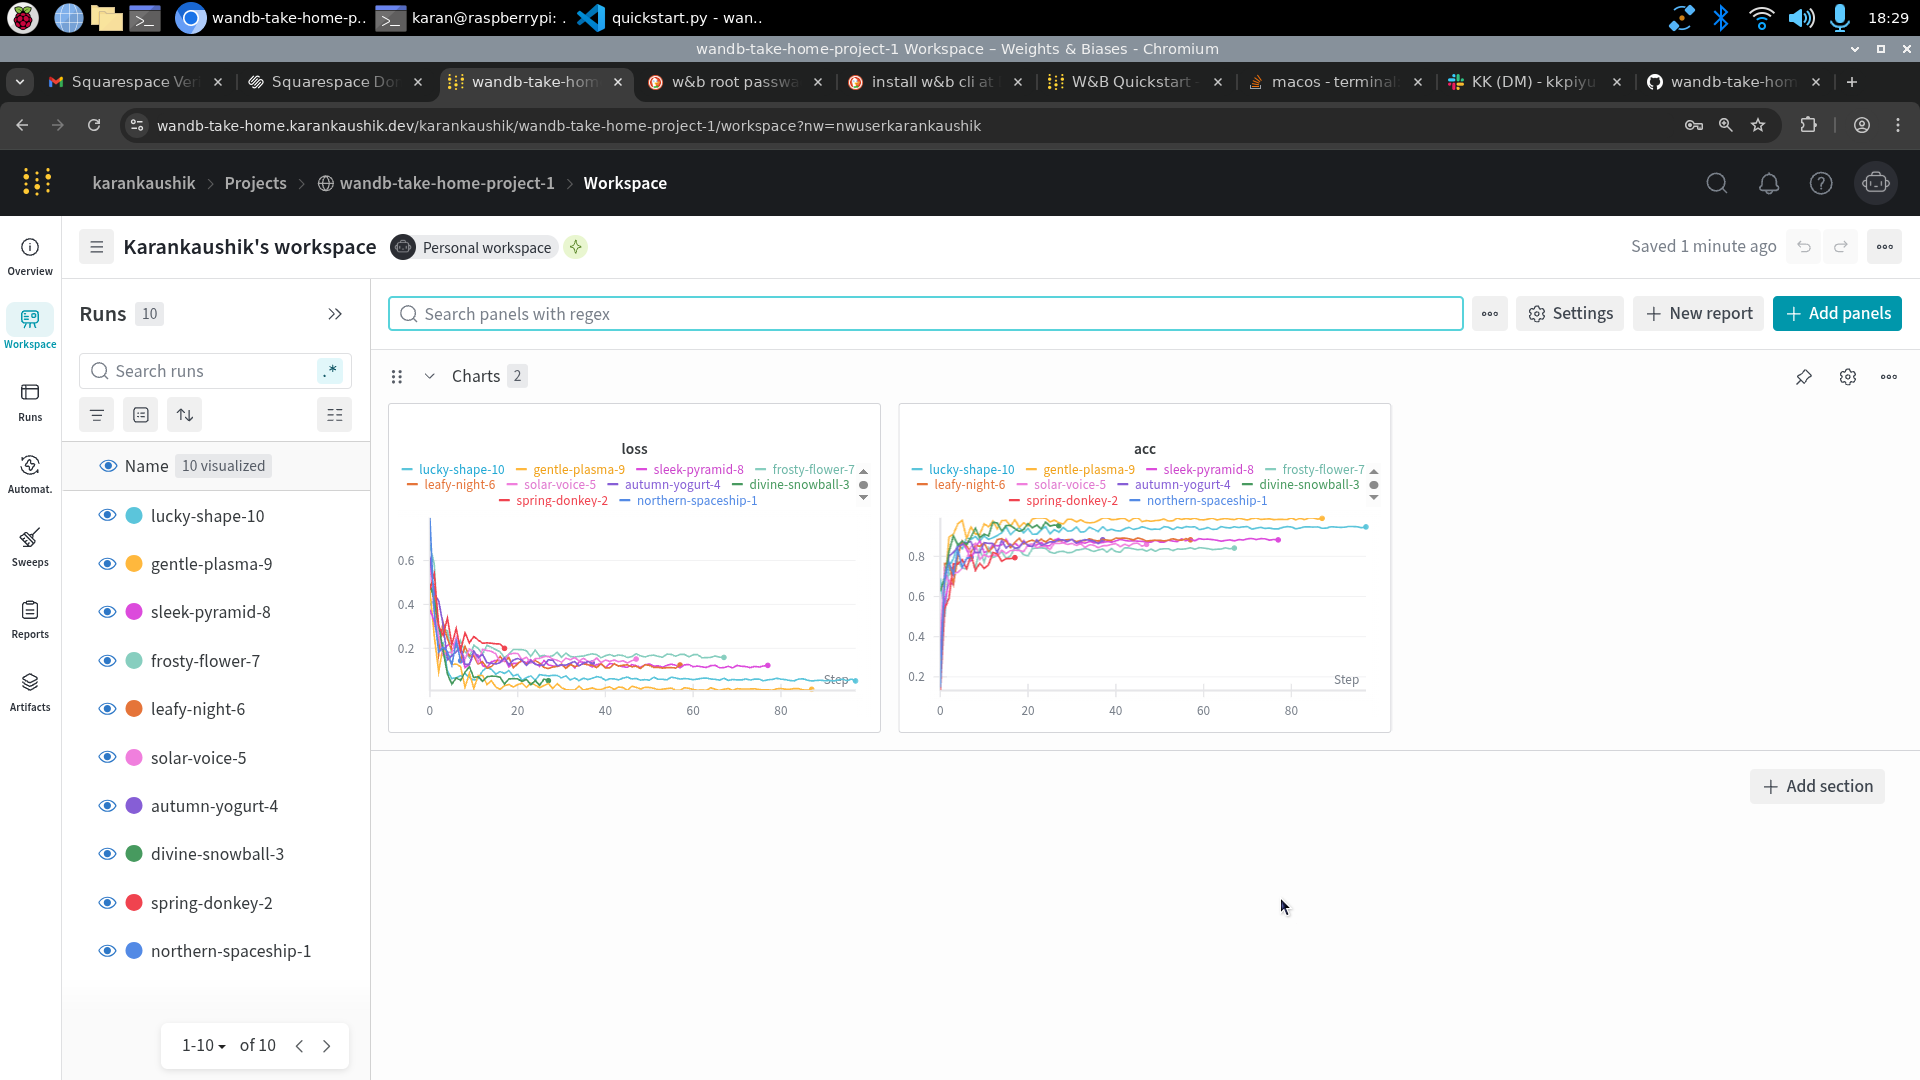 wandb-take-home-p.. karan@raspberrypi: . quickstart.py - wan.. 18:29
wandb-take-home-project-1 Workspace – Weights & Biases - Chromium
Squarespace Veri Squarespace Dor wandb-take-hom w&b root passwa install w&b cli at W&B Quickstart - macos - terminal KK (DM) - kkpiyu wandb-take-hom
wandb-take-home.karankaushik.dev/karankaushik/wandb-take-home-project-1/workspace?nw=nwuserkarankaushik
karankaushik > Projects > wandb-take-home-project-1 > Workspace
Karankaushik's workspace Personal workspace Saved 1 minute ago
Overview
Workspace
Runs
Automat.
Sweeps
Reports
Artifacts
Runs 10
Search runs .*
Name 10 visualized
lucky-shape-10
gentle-plasma-9
sleek-pyramid-8
frosty-flower-7
leafy-night-6
solar-voice-5
autumn-yogurt-4
divine-snowball-3
spring-donkey-2
northern-spaceship-1
1-10 of 10
Search panels with regex Settings + New report + Add panels
Charts 2
loss
lucky-shape-10 gentle-plasma-9 sleek-pyramid-8 frosty-flower-7
leafy-night-6 solar-voice-5 autumn-yogurt-4 divine-snowball-3
spring-donkey-2 northern-spaceship-1
0.6
0.4
0.2
Step
0 20 40 60 80
acc
lucky-shape-10 gentle-plasma-9 sleek-pyramid-8 frosty-flower-7
leafy-night-6 solar-voice-5 autumn-yogurt-4 divine-snowball-3
spring-donkey-2 northern-spaceship-1
0.8
0.6
0.4
0.2
Step
0 20 40 60 80
+ Add section